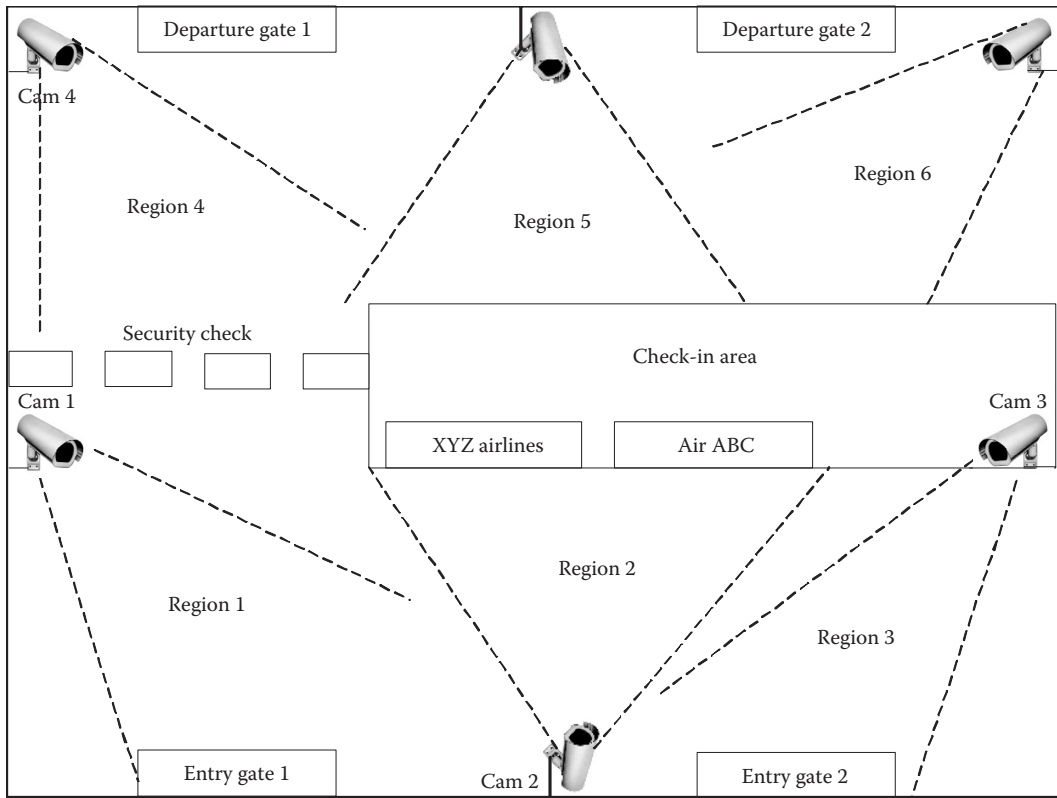 Departure gate 1
Departure gate 2
Cam 4
Region 4
Region 5
Region 6
Security check
Check-in area
Cam 1
XYZ airlines
Air ABC
Cam 3
Region 1
Region 2
Region 3
Entry gate 1
Cam 2
Entry gate 2